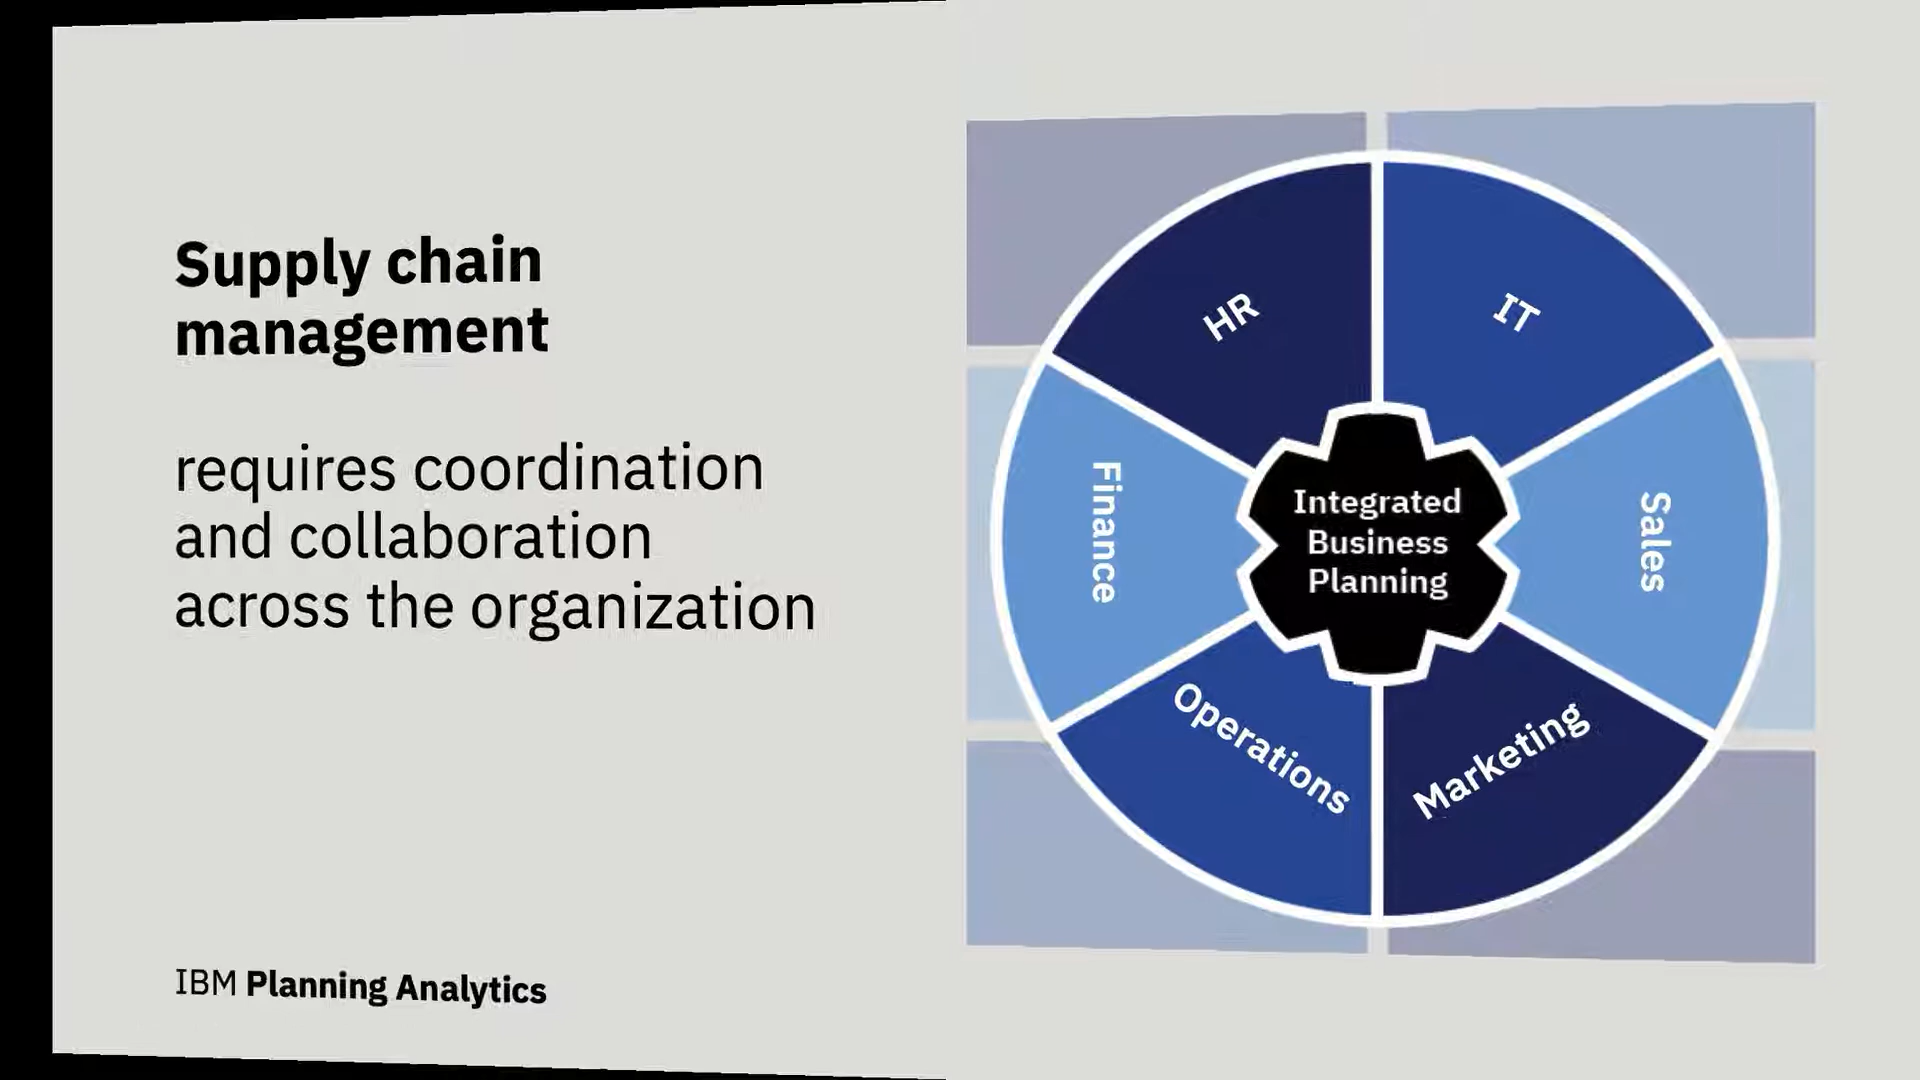 Supply chain
management
requires coordination
and collaboration
across the organization
IBM Planning Analytics
HR
IT
Finance
Sales
Integrated
Business
Planning
Operations
Marketing